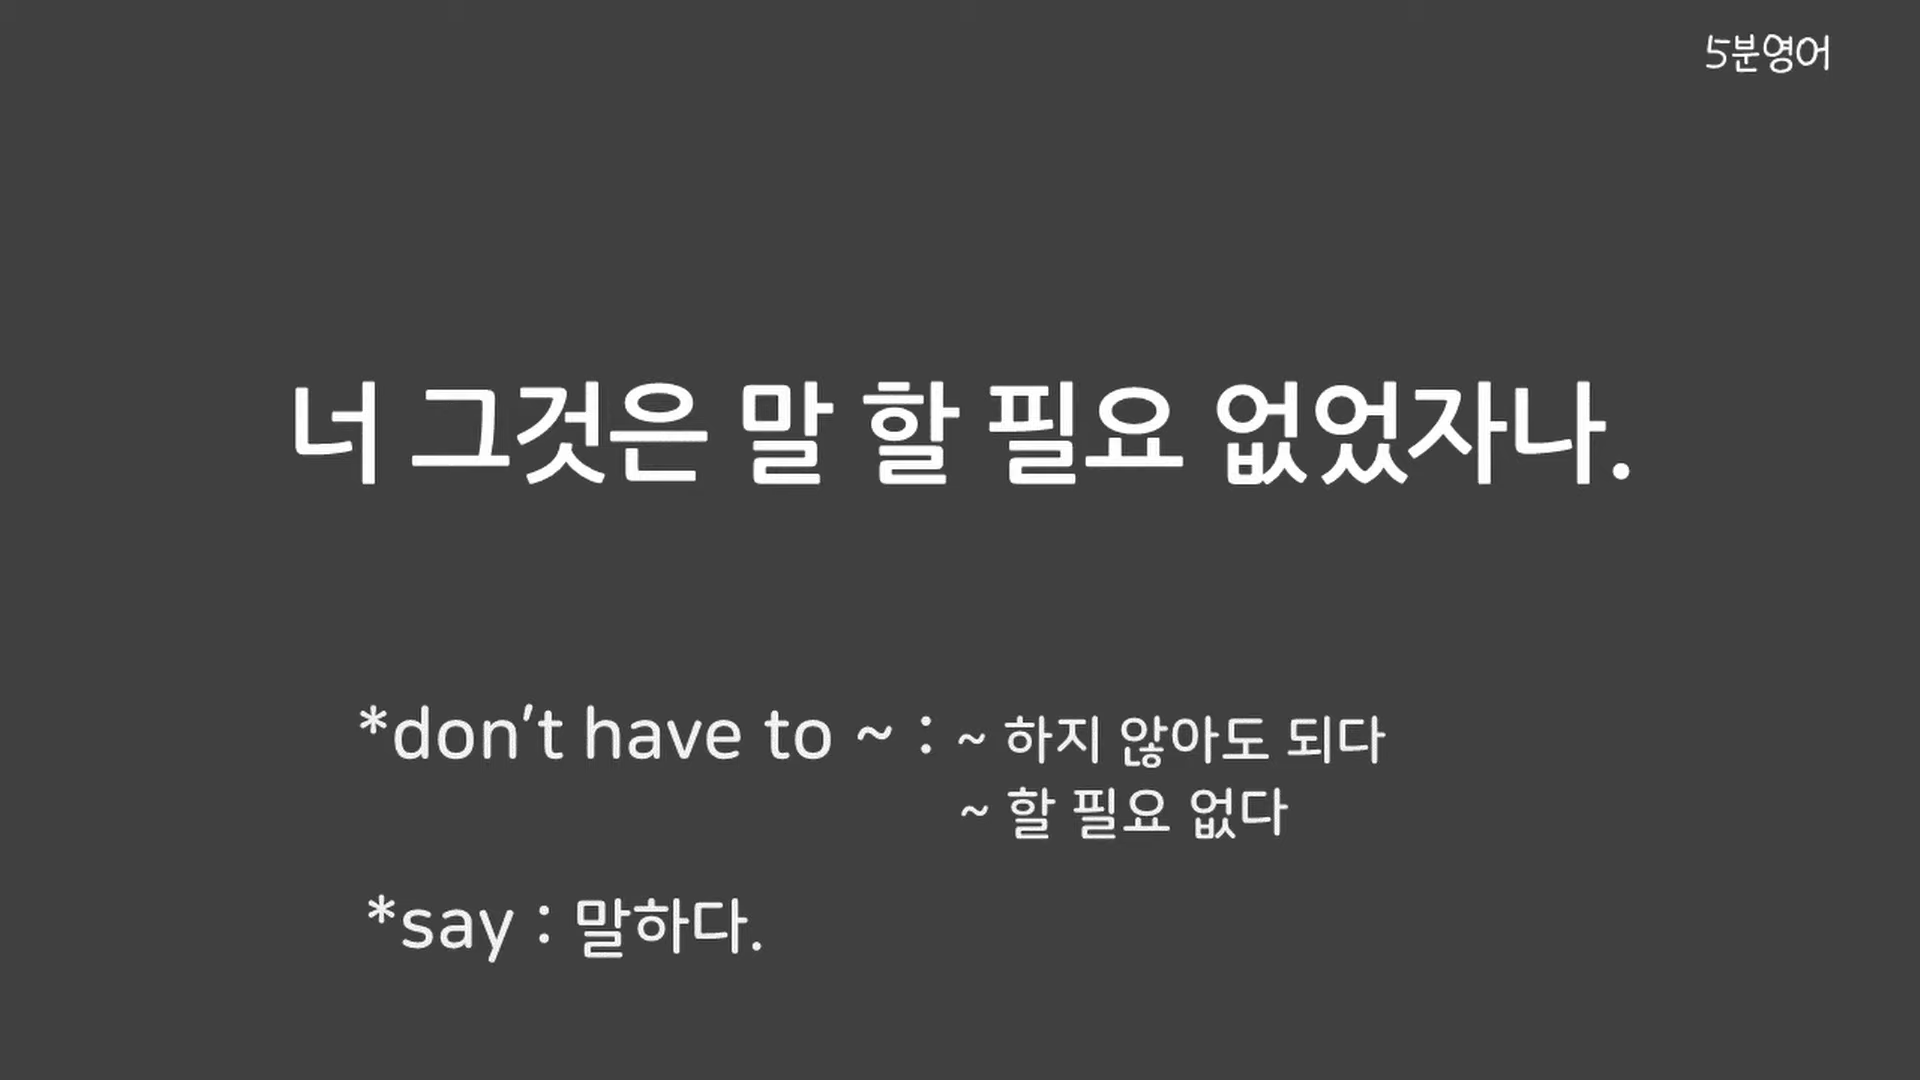 5분영어
너 그것은 말 할 필요 없었자나.
*don't have to ~ : ~ 하지 않아도 되다
~ 할 필요 없다
*say : 말하다.